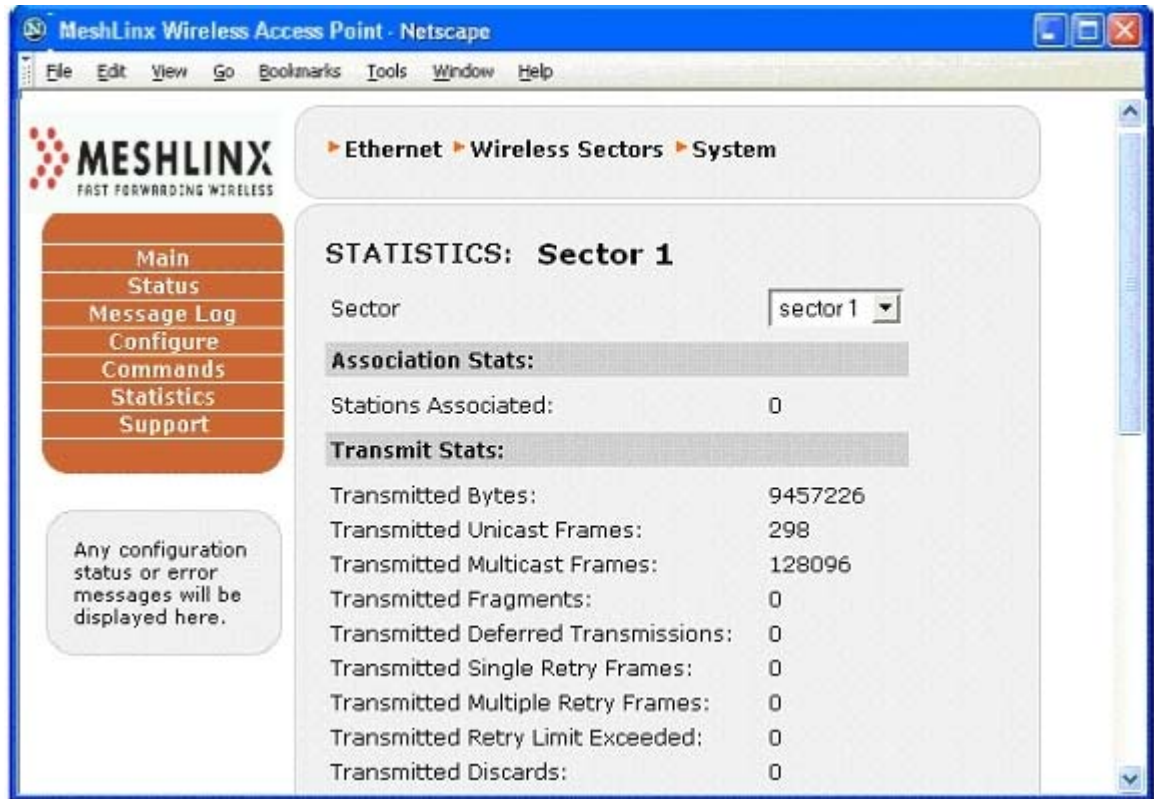 MeshLinx Wireless Access Point - Netscape
File Edit View Go Bookmarks Tools Window Help
MESHLINX
FAST FORWARDING WIRELESS
Ethernet Wireless Sectors System
Main
Status
Message Log
Configure
Commands
Statistics
Support
Any configuration
status or error
messages will be
displayed here.
STATISTICS: Sector 1
Sector sector 1
Association Stats:
Stations Associated: 0
Transmit Stats:
Transmitted Bytes: 9457226
Transmitted Unicast Frames: 298
Transmitted Multicast Frames: 128096
Transmitted Fragments: 0
Transmitted Deferred Transmissions: 0
Transmitted Single Retry Frames: 0
Transmitted Multiple Retry Frames: 0
Transmitted Retry Limit Exceeded: 0
Transmitted Discards: 0